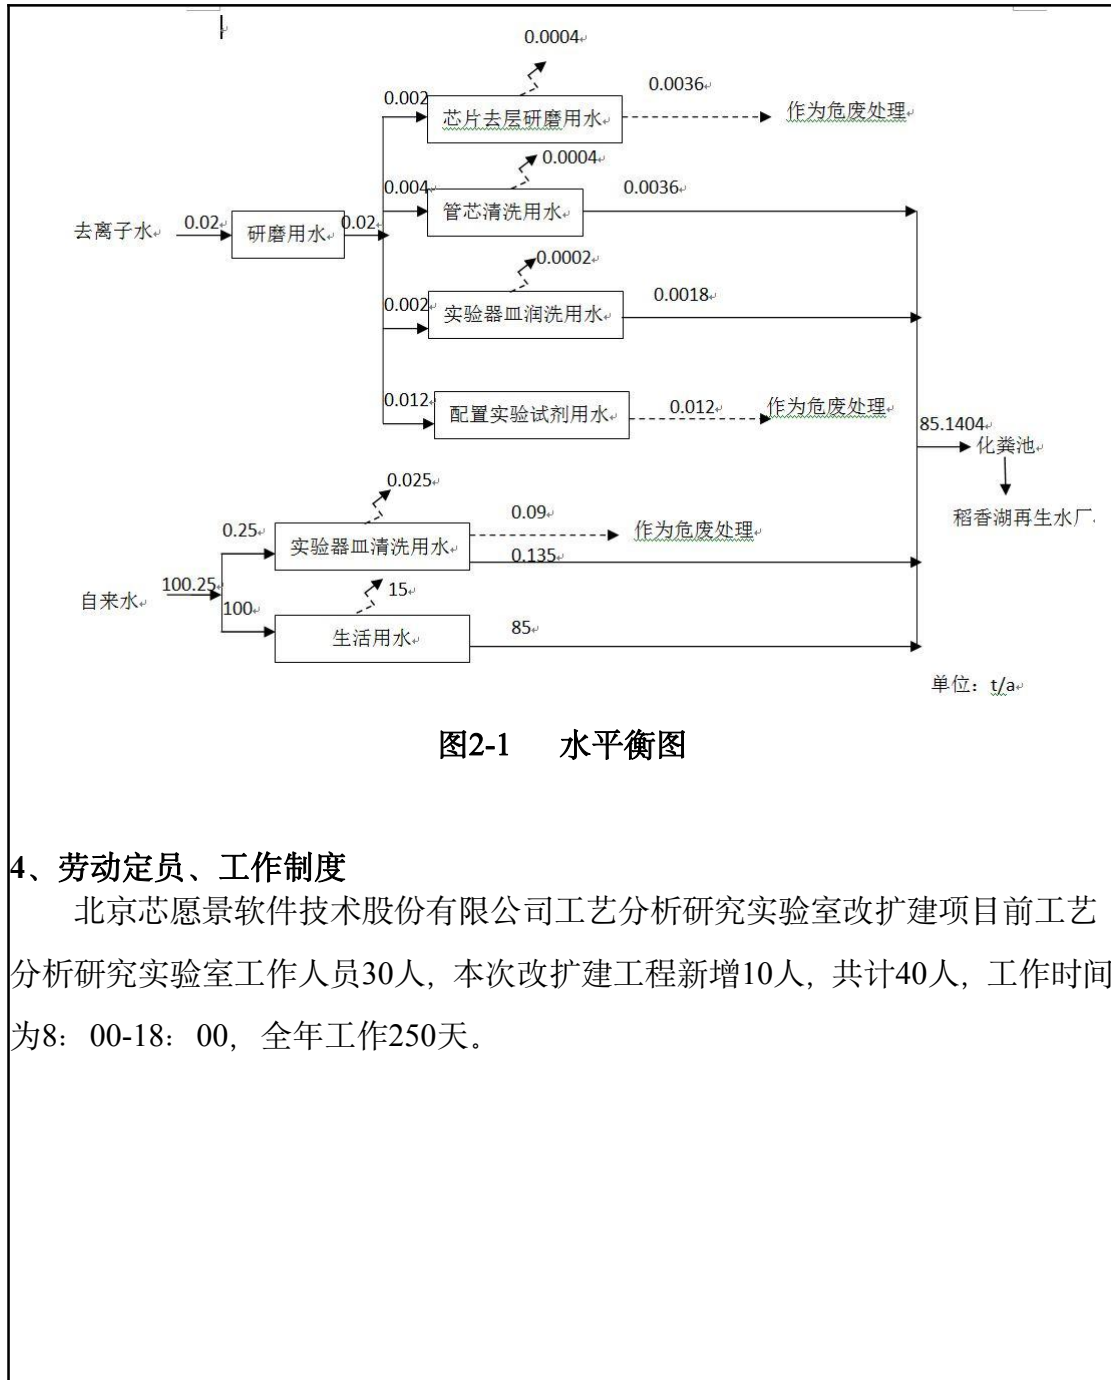 0.0004
0.002
芯片去层研磨用水
0.0036
作为危废处理
0.0004
0.004
管芯清洗用水
0.0036
去离子水
0.02
研磨用水
0.02
0.0002
0.002
实验器皿润洗用水
0.0018
0.012
配置实验试剂用水
0.012
作为危废处理
85.1404
化粪池
稻香湖再生水厂
0.025
0.25
实验器皿清洗用水
0.09
作为危废处理
0.135
自来水
100.25
100
15
生活用水
85
单位：t/a
图2-1 水平衡图
4、劳动定员、工作制度
北京芯愿景软件技术股份有限公司工艺分析研究实验室改扩建项目前工艺
分析研究实验室工作人员30人，本次改扩建工程新增10人，共计40人，工作时间
为8：00-18：00，全年工作250天。